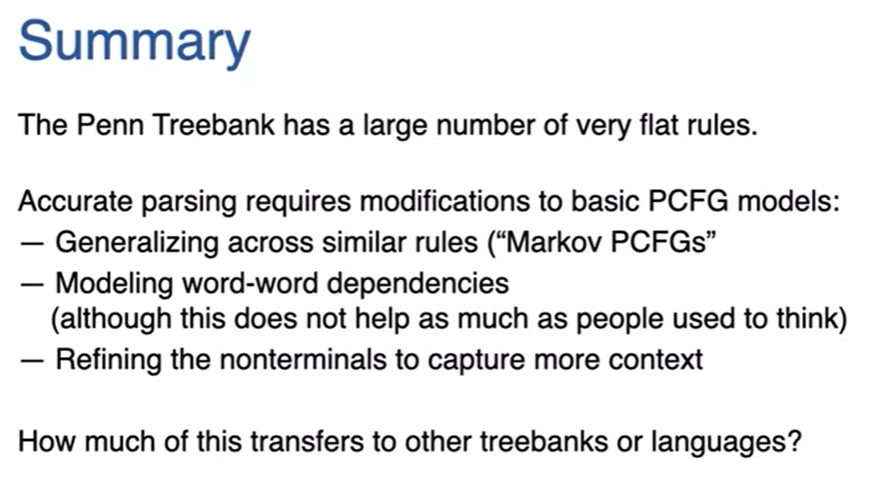 Summary
The Penn Treebank has a large number of very flat rules.
Accurate parsing requires modifications to basic PCFG models:
— Generalizing across similar rules (“Markov PCFGs”
— Modeling word-word dependencies
(although this does not help as much as people used to think)
— Refining the nonterminals to capture more context
How much of this transfers to other treebanks or languages?